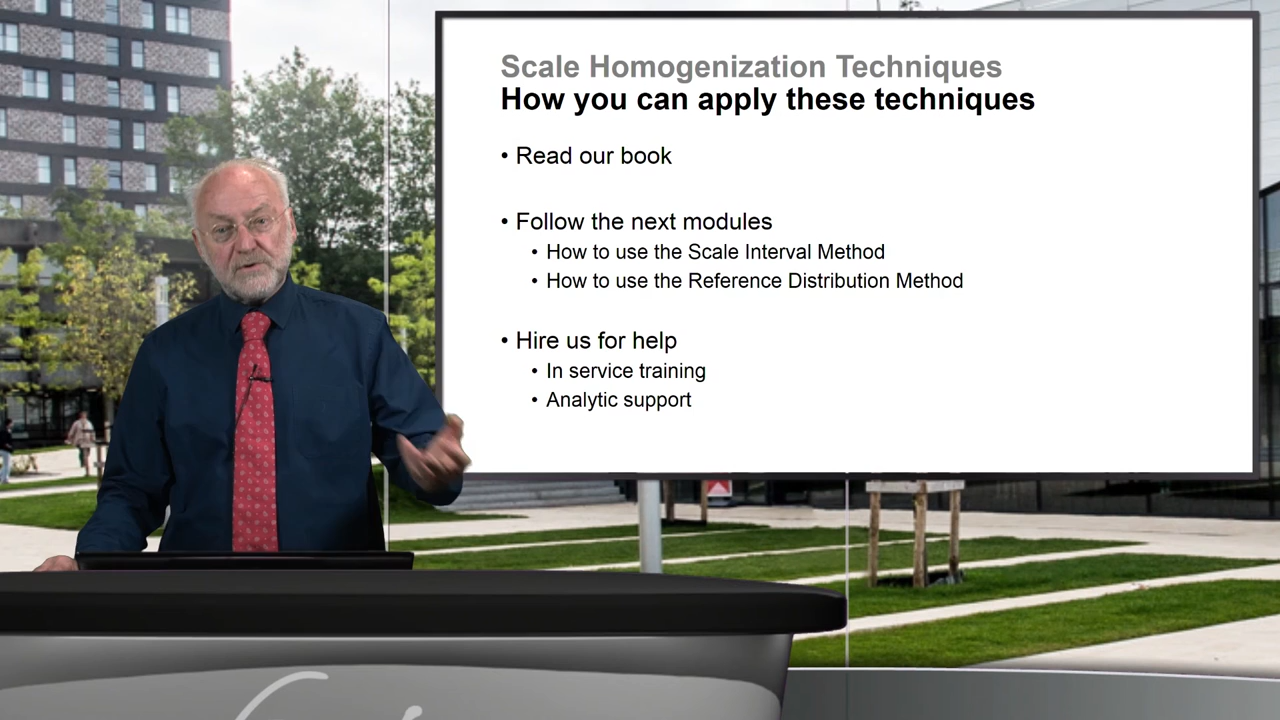 Scale Homogenization Techniques
How you can apply these techniques
• Read our book
• Follow the next modules
• How to use the Scale Interval Method
• How to use the Reference Distribution Method
• Hire us for help
• In service training
• Analytic support